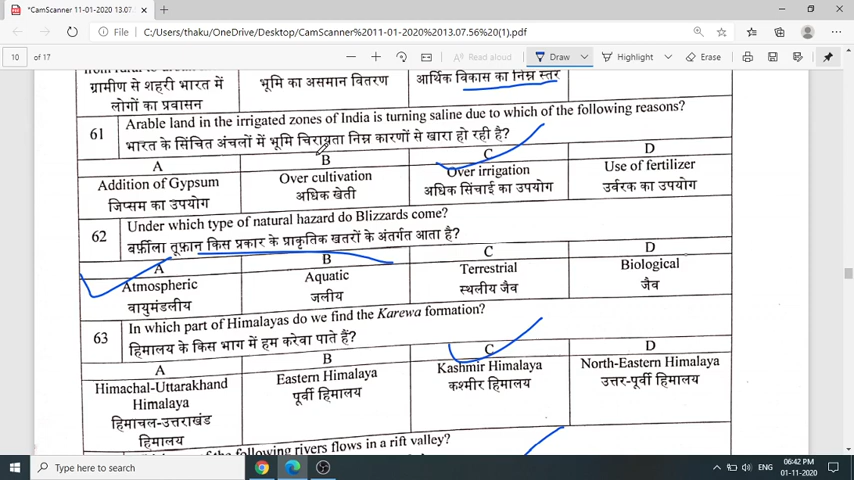 *CamScanner 11-01-2020 13.07.5
C:/Users/thaku/OneDrive/Desktop/CamScanner%2011-01-2020%2013.07.56%20(1).pdf
10 of 17 Read aloud Draw Highlight Erase
ग्रामीण से शहरी भारत में
लोगों का प्रवासन
भूमि का असमान वितरण
आर्थिक विकास का निम्न स्तर
61 Arable land in the irrigated zones of India is turning saline due to which of the following reasons?
भारत के सिंचित अंचलों में भूमि चिरायता निम्न कारणों से खारा हो रही है?
A B C D
Addition of Gypsum Over cultivation Over irrigation Use of fertilizer
जिप्सम का उपयोग अधिक खेती अधिक सिंचाई का उपयोग उर्वरक का उपयोग
62 Under which type of natural hazard do Blizzards come?
बर्फ़ीला तूफ़ान किस प्रकार के प्राकृतिक खतरों के अंतर्गत आता है?
A B C D
Atmospheric Aquatic Terrestrial Biological
वायुमंडलीय जलीय स्थलीय जैव जैव
63 In which part of Himalayas do we find the Karewa formation?
हिमालय के किस भाग में हम करेवा पाते हैं?
A B C D
Himachal-Uttarakhand Eastern Himalaya Kashmir Himalaya North-Eastern Himalaya
Himalaya पूर्वी हिमालय कश्मीर हिमालय उत्तर-पूर्वी हिमालय
हिमाचल-उत्तराखंड
हिमालय
following rivers flows in a rift valley?
Type here to search ENG 06:42 PM
01-11-2020